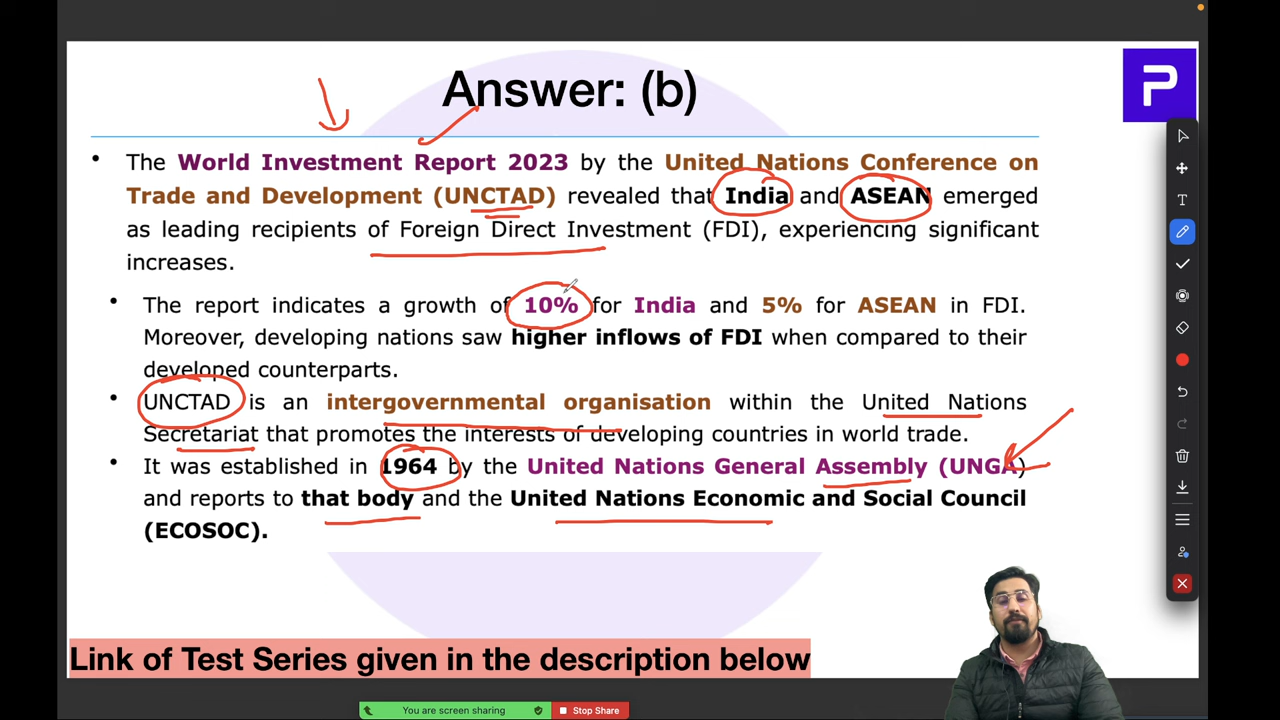 Answer: (b)
P
• The World Investment Report 2023 by the United Nations Conference on
Trade and Development (UNCTAD) revealed that India and ASEAN emerged
as leading recipients of Foreign Direct Investment (FDI), experiencing significant
increases.
• The report indicates a growth of 10% for India and 5% for ASEAN in FDI.
Moreover, developing nations saw higher inflows of FDI when compared to their
developed counterparts.
• UNCTAD is an intergovernmental organisation within the United Nations
Secretariat that promotes the interests of developing countries in world trade.
• It was established in 1964 by the United Nations General Assembly (UNGA)
and reports to that body and the United Nations Economic and Social Council
(ECOSOC).
T
Link of Test Series given in the description below
You are screen sharing
Stop Share